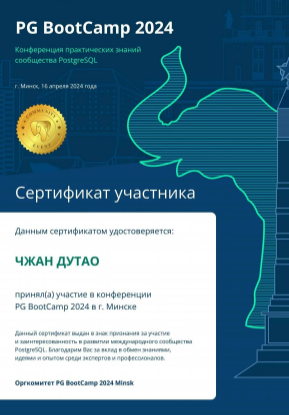 PG BootCamp 2024
Конференция практических знаний
сообщества PostgreSQL
г. Минск, 16 апреля 2024 года
COMMUNITY
EVENT
Сертификат участника
Данным сертификатом удостоверяется:
ЧЖАН ДУТАО
принял(а) участие в конференции
PG BootCamp 2024 в г. Минске
Данный сертификат выдан в знак признания за участие
и заинтересованность в развитии международного сообщества
PostgreSQL. Благодарим Вас за вклад в обмен знаниями,
идеями и опытом среди экспертов и профессионалов.
Оргкомитет PG BootCamp 2024 Minsk